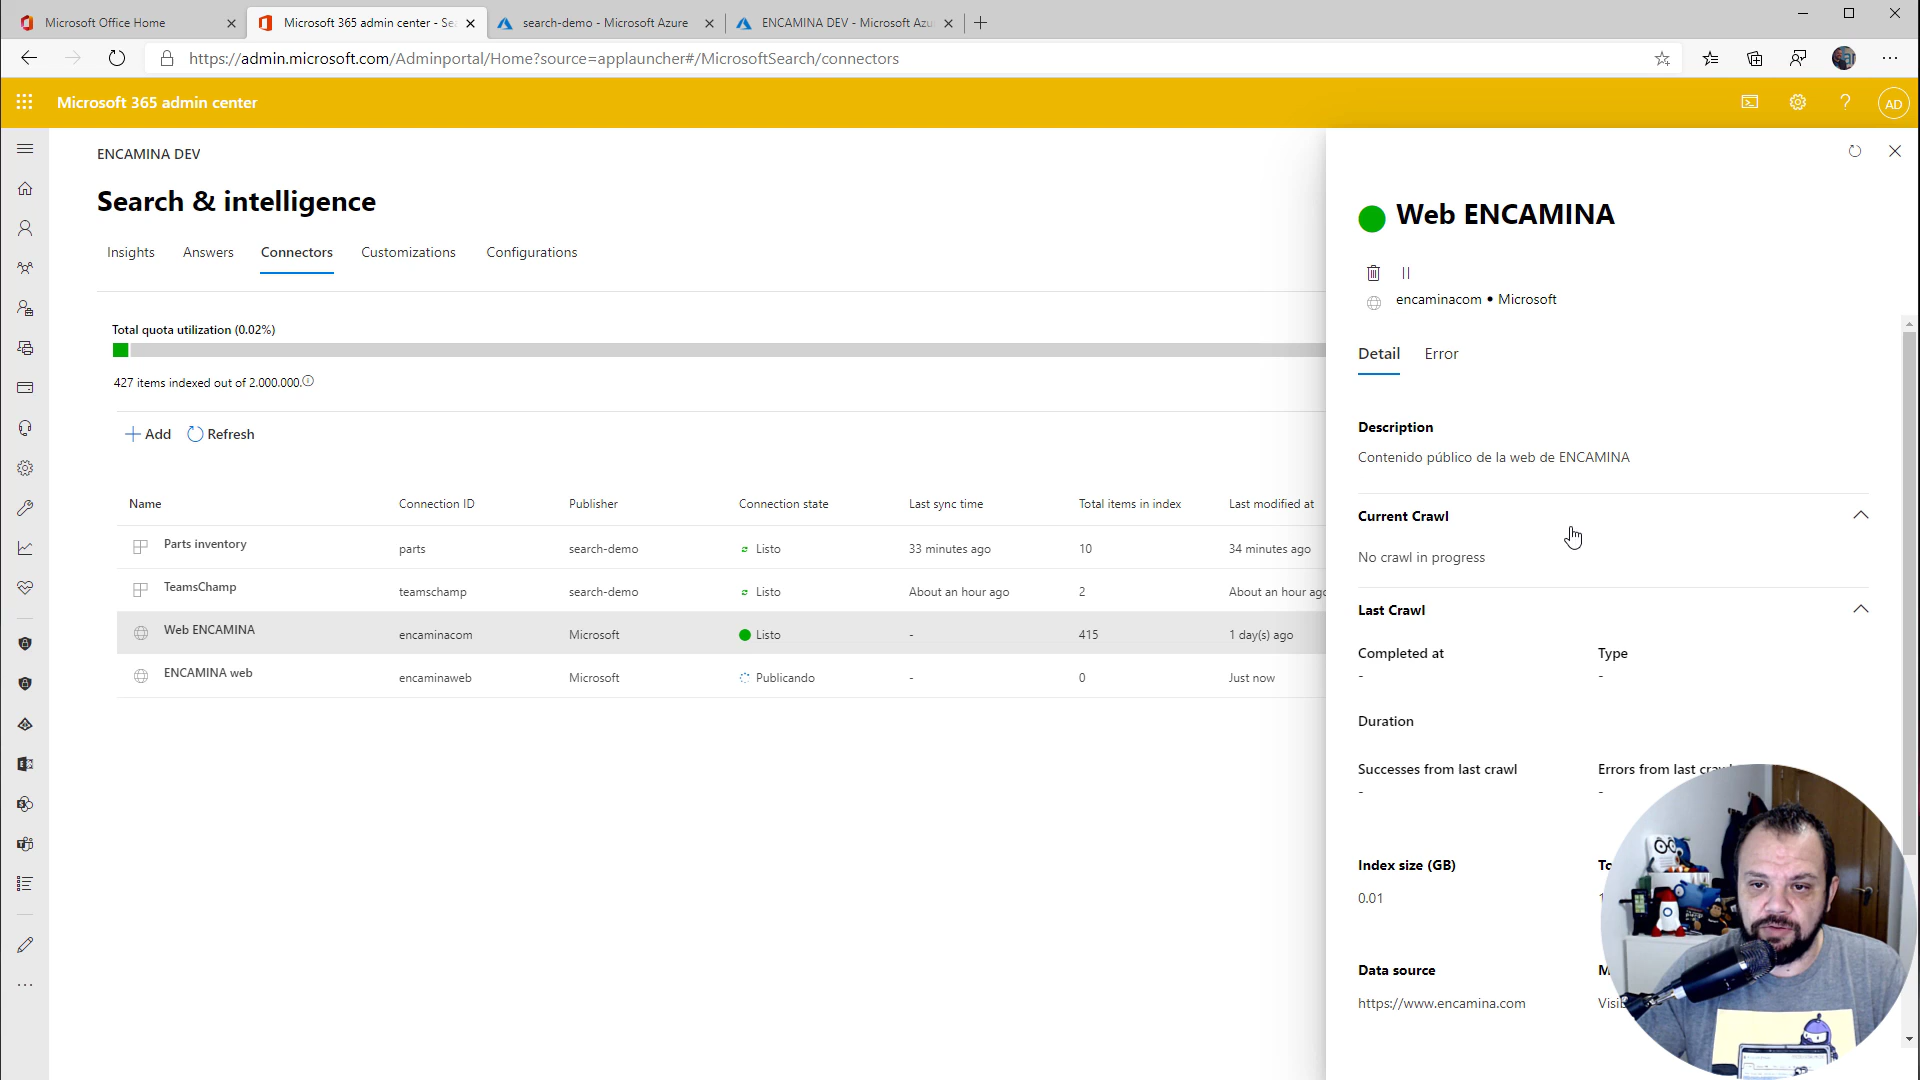 Microsoft Office Home
Microsoft 365 admin center - Sea
search-demo - Microsoft Azure
ENCAMINA DEV - Microsoft Azu
https://admin.microsoft.com/Adminportal/Home?source=applauncher#/MicrosoftSearch/connectors
Microsoft 365 admin center
AD
ENCAMINA DEV
Search & intelligence
Insights
Answers
Connectors
Customizations
Configurations
Total quota utilization (0.02%)
427 items indexed out of 2.000.000.
Add
Refresh
Name Connection ID Publisher Connection state Last sync time Total items in index Last modified at
Parts inventory parts search-demo Listo 33 minutes ago 10 34 minutes ago
TeamsChamp teamschamp search-demo Listo About an hour ago 2 About an hour ago
Web ENCAMINA encaminacom Microsoft Listo - 415 1 day(s) ago
ENCAMINA web encaminaweb Microsoft Publicando - 0 Just now
Web ENCAMINA
encaminacom • Microsoft
Detail
Error
Description
Contenido público de la web de ENCAMINA
Current Crawl
No crawl in progress
Last Crawl
Completed at Type
- -
Duration
Successes from last crawl Errors from last
- -
Index size (GB)
0.01
Data source
https://www.encamina.com